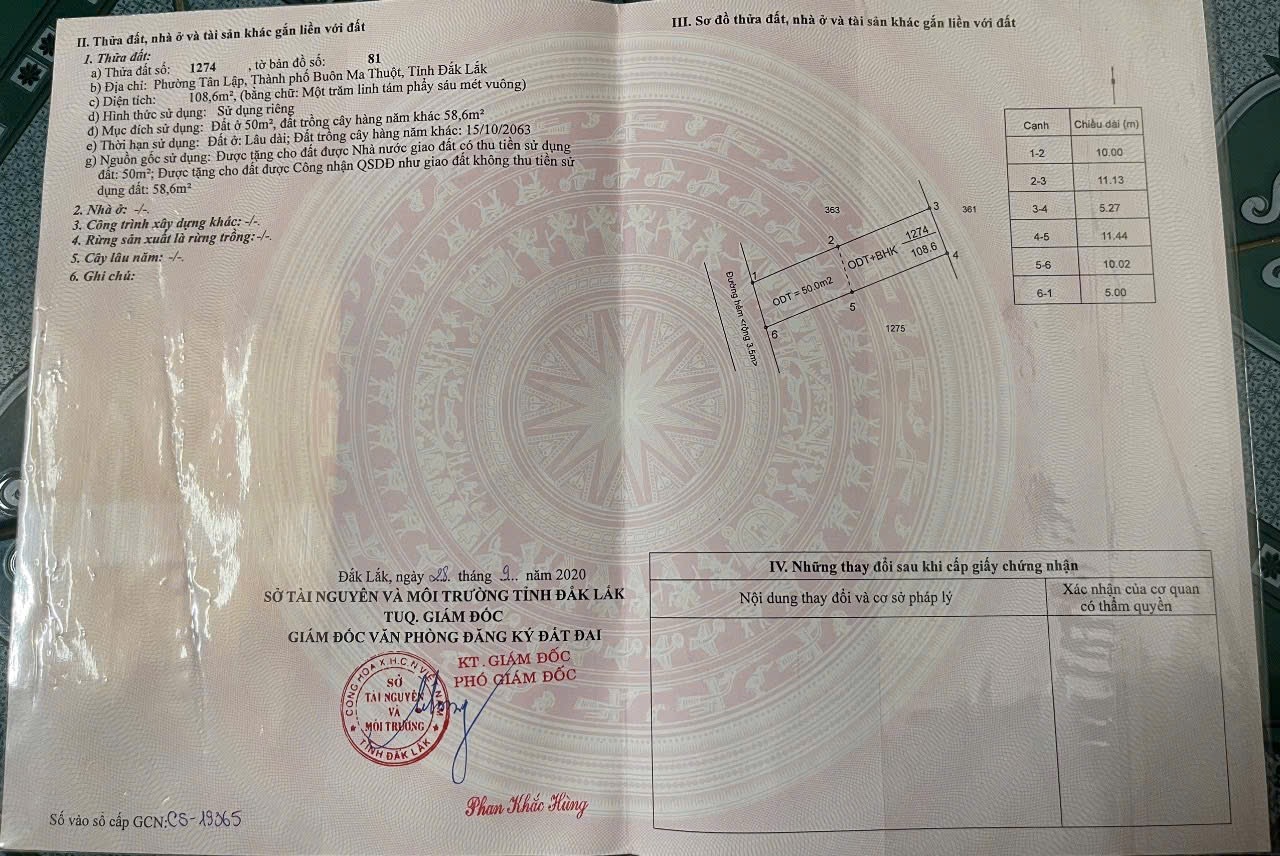 II. Thửa đất, nhà ở và tài sản khác gắn liền với đất
1. Thửa đất:
a) Thửa đất số: 1274 , tờ bản đồ số: 81
b) Địa chỉ: Phường Tân Lập, Thành phố Buôn Ma Thuột, Tỉnh Đắk Lắk
c) Diện tích: 108,6m², (bằng chữ: Một trăm linh tám phẩy sáu mét vuông)
d) Hình thức sử dụng: Sử dụng riêng
đ) Mục đích sử dụng: Đất ở 50m², đất trồng cây hàng năm khác 58,6m²
e) Thời hạn sử dụng: Đất ở: Lâu dài; Đất trồng cây hàng năm khác: 15/10/2063
g) Nguồn gốc sử dụng: Được tặng cho đất được Nhà nước giao đất có thu tiền sử dụng
đất: 50m²; Được tặng cho đất được Công nhận QSDĐ như giao đất không thu tiền sử
dụng đất: 58,6m²
2. Nhà ở: -/-.
3. Công trình xây dựng khác: -/-.
4. Rừng sản xuất là rừng trồng: -/-.
5. Cây lâu năm: -/-.
6. Ghi chú:
Đắk Lắk, ngày 28. tháng 9.. năm 2020
SỞ TÀI NGUYÊN VÀ MÔI TRƯỜNG TỈNH ĐẮK LẮK
TUQ. GIÁM ĐỐC
GIÁM ĐỐC VĂN PHÒNG ĐĂNG KÝ ĐẤT ĐAI
KT. GIÁM ĐỐC
PHÓ GIÁM ĐỐC
CỘNG HÒA X.H.C.N VIỆT NAM
SỞ
TÀI NGUYÊN
VÀ
MÔI TRƯỜNG
TỈNH ĐẮK LẮK
Phan Khắc Hùng
Số vào sổ cấp GCN: CS-19365
III. Sơ đồ thửa đất, nhà ở và tài sản khác gắn liền với đất
Cạnh Chiều dài (m)
1-2 10.00
2-3 11.13
3-4 5.27
4-5 11.44
5-6 10.02
6-1 5.00
363
3
361
2
1274
ODT+BHK
108.6
4
1
ODT = 50.0m2
5
6
1275
Đường hẻm <rộng 3.5m>
IV. Những thay đổi sau khi cấp giấy chứng nhận
Nội dung thay đổi và cơ sở pháp lý
Xác nhận của cơ quan
có thẩm quyền